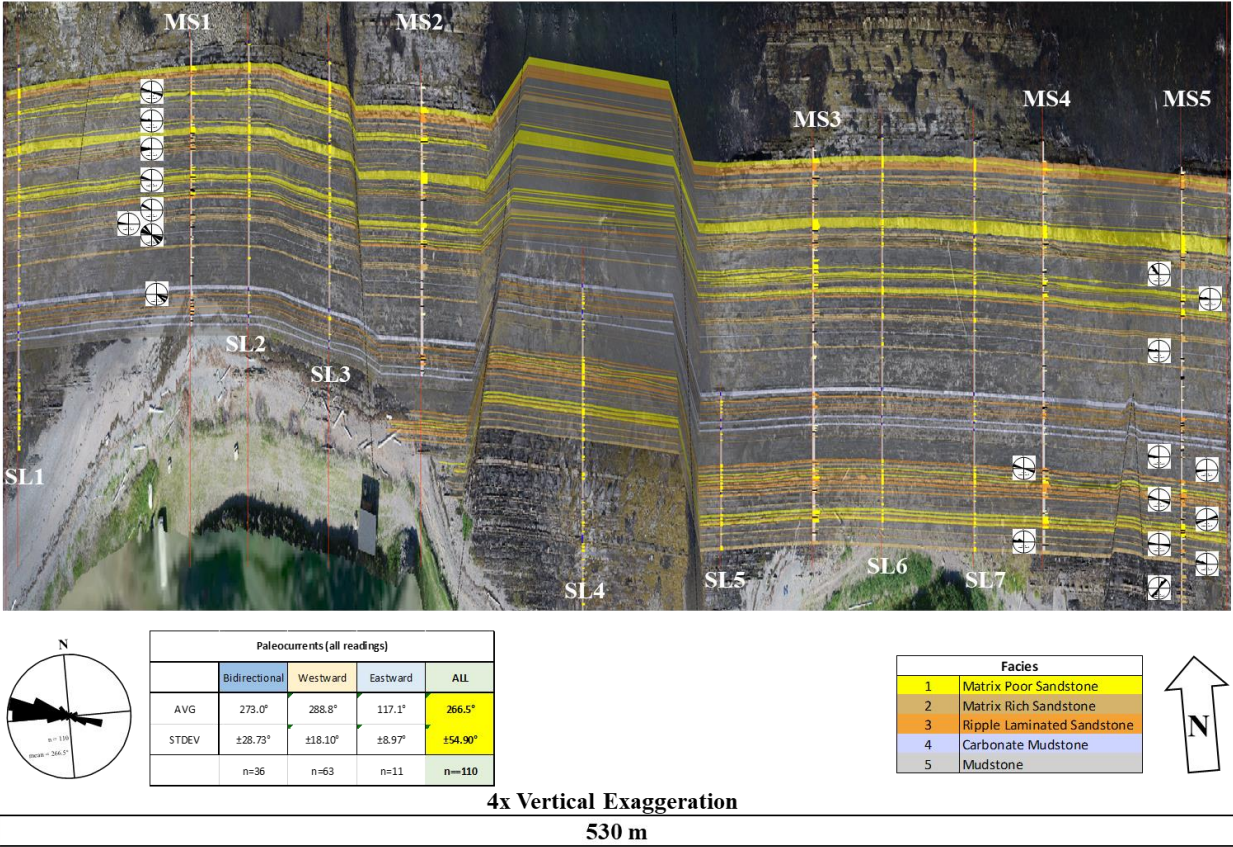 MS1
MS2
MS3
MS4
MS5
SL2
SL3
SL1
SL4
SL5
SL6
SL7
N
n = 110
mean = 266.5°
Paleocurrents (all readings)
Bidirectional Westward Eastward ALL
AVG 273.0° 288.8° 117.1° 266.5°
STDEV ±28.73° ±18.10° ±8.97° ±54.90°
n=36 n=63 n=11 n=110
Facies
1 Matrix Poor Sandstone
2 Matrix Rich Sandstone
3 Ripple Laminated Sandstone
4 Carbonate Mudstone
5 Mudstone
N
4x Vertical Exaggeration
530 m